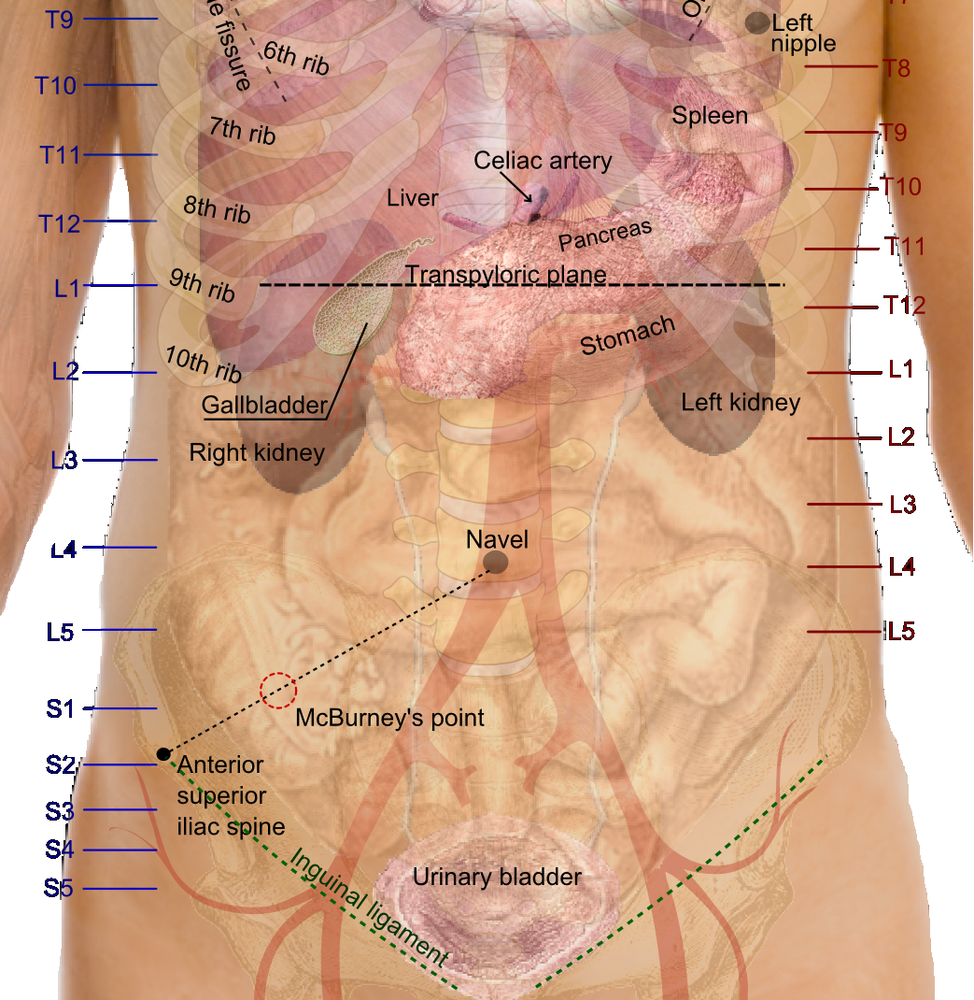 T9
T10
T11
T12
L1
L2
L3
L4
L5
S1
S2
S3
S4
S5
fissure
6th rib
7th rib
8th rib
9th rib
10th rib
Left
nipple
Spleen
Celiac artery
Liver
Pancreas
Transpyloric plane
Stomach
Gallbladder
Right kidney
Left kidney
Navel
McBurney's point
Anterior
superior
iliac spine
Inguinal ligament
Urinary bladder
T8
T9
T10
T11
T12
L1
L2
L3
L4
L5